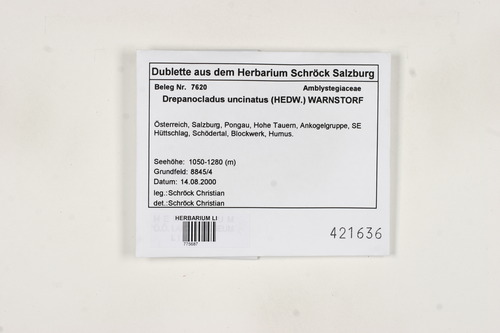 Dublette aus dem Herbarium Schröck Salzburg
Beleg Nr. 7620 Amblystegiaceae
Drepanocladus uncinatus (HEDW.) WARNSTORF
Österreich, Salzburg, Pongau, Hohe Tauern, Ankogelgruppe, SE
Hüttschlag, Schödertal, Blockwerk, Humus.
Seehöhe: 1050-1280 (m)
Grundfeld: 8845/4
Datum: 14.08.2000
leg.:Schröck Christian
det.:Schröck Christian
HERBARIUM LI
775687
421636